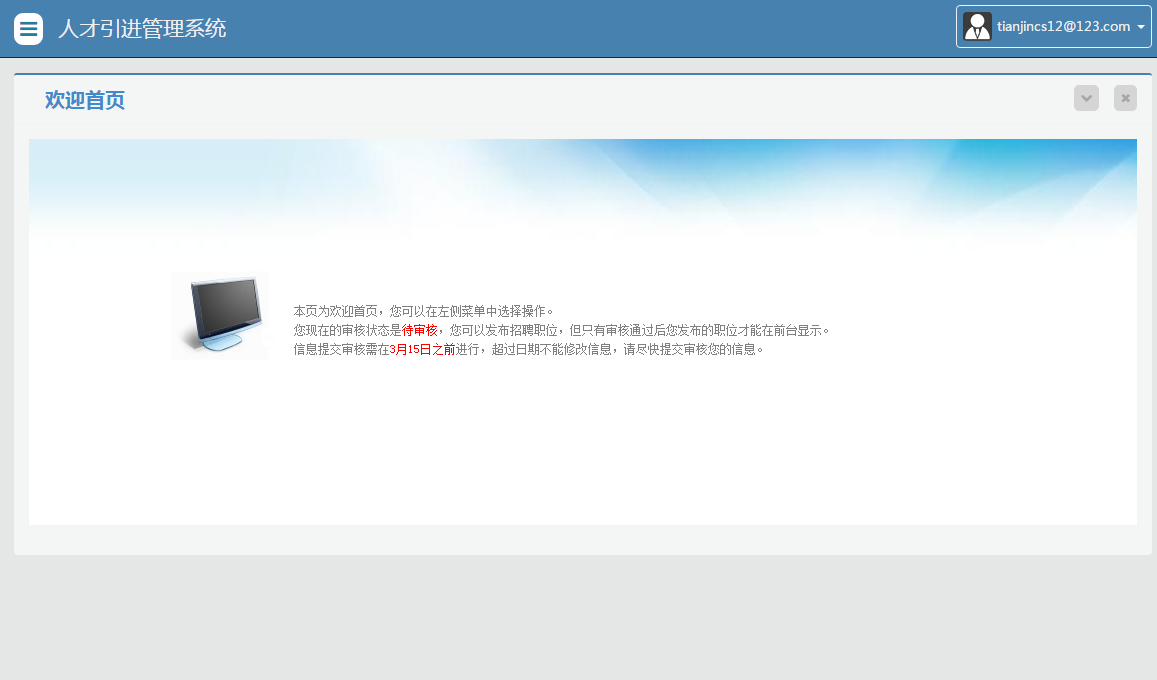 人才引进管理系统
tianjincs12@123.com
欢迎首页
本页为欢迎首页，您可以在左侧菜单中选择操作。
您现在的审核状态是待审核，您可以发布招聘职位，但只有审核通过后您发布的职位才能在前台显示。
信息提交审核需在3月15日之前进行，超过日期不能修改信息，请尽快提交审核您的信息。